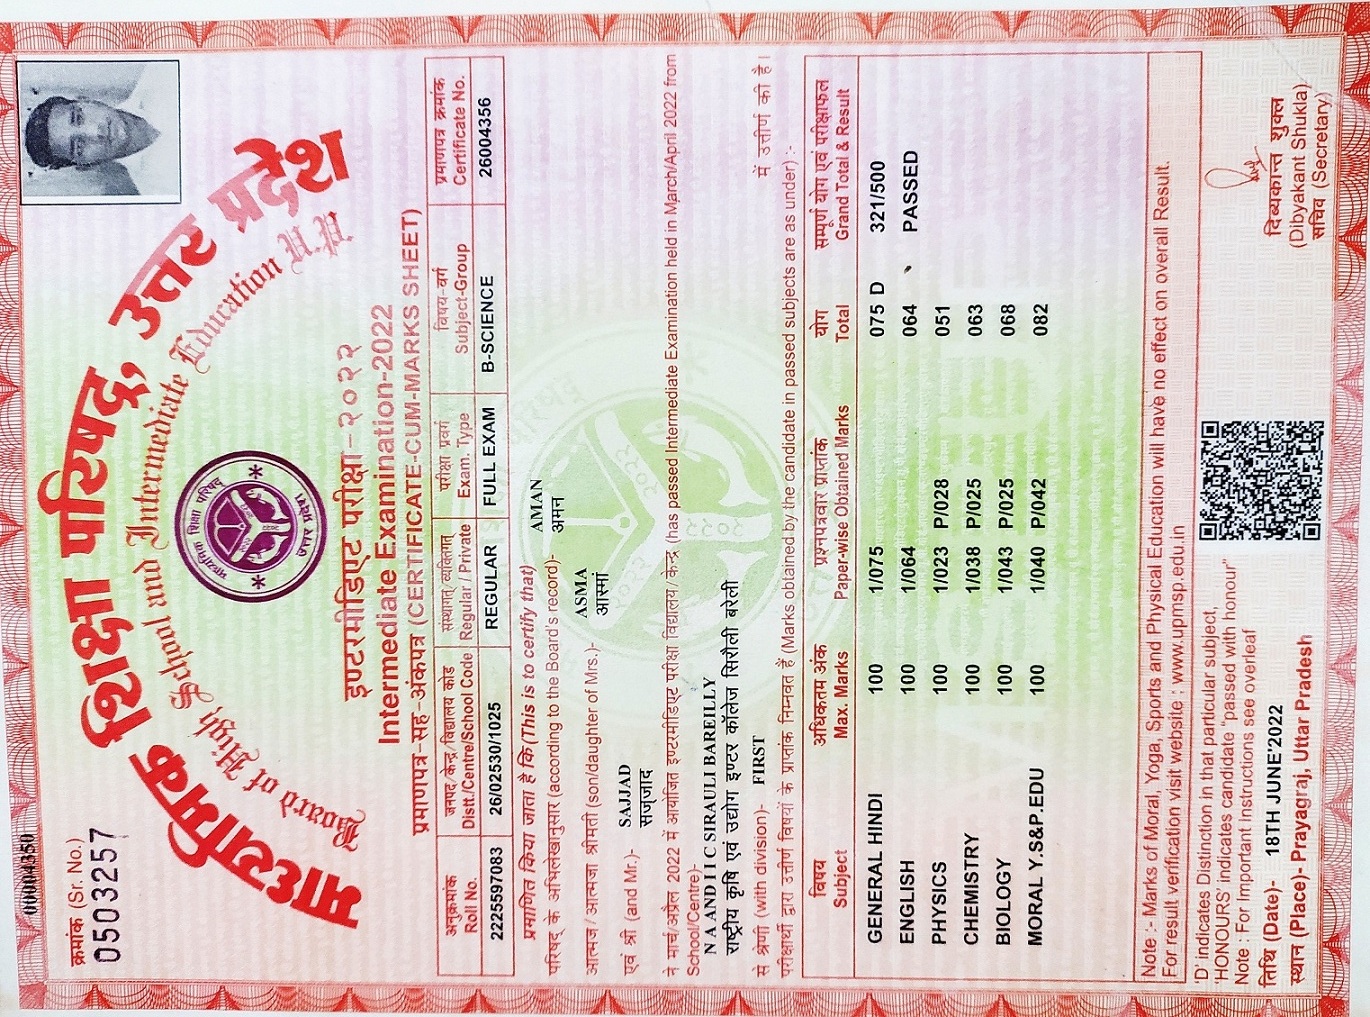 00004350
क्रमांक (Sr. No.)
0503257
माध्यमिक शिक्षा परिषद, उत्तर प्रदेश
Board of High School and Intermediate Education U.P.
माध्यमिक शिक्षा परिषद्
उत्तर प्रदेश
इण्टरमीडिएट परीक्षा-२०२२
Intermediate Examination-2022
प्रमाणपत्र-सह-अंकपत्र (CERTIFICATE-CUM-MARKS SHEET)
अनुक्रमांक जनपद/केन्द्र/विद्यालय कोड संस्थागत/व्यक्तिगत परीक्षा प्रवर्ग विषय-वर्ग प्रमाणपत्र क्रमांक
Roll No. Distt./Centre/School Code Regular / Private Exam. Type Subject-Group Certificate No.
2225597083 26/02530/1025 REGULAR FULL EXAM B-SCIENCE 26004356
प्रमाणित किया जाता है कि (This is to certify that)
परिषद् के अभिलेखानुसार (according to the Board's record)- AMAN
अमन
आत्मज/आत्मजा श्रीमती (son/daughter of Mrs.)- ASMA
आस्मां
एवं श्री (and Mr.)- SAJJAD
सज्जाद
ने मार्च/अप्रैल 2022 में आयोजित इण्टरमीडिएट परीक्षा विद्यालय केन्द्र (has passed Intermediate Examination held in March/April 2022 from
School/Centre)-
N A AND I I C SIRAULI BAREILLY
राष्ट्रीय कृषि एवं उद्योग इण्टर कॉलेज सिरौली बरेली
से श्रेणी (with division)- FIRST में उत्तीर्ण की है।
परीक्षार्थी द्वारा उत्तीर्ण विषयों के प्राप्तांक निम्नवत हैं (Marks obtained by the candidate in passed subjects are as under) :-
विषय अधिकतम अंक प्रश्नपत्रवार प्राप्तांक योग सम्पूर्ण योग एवं परीक्षाफल
Subject Max. Marks Paper-wise Obtained Marks Total Grand Total & Result
GENERAL HINDI 100 1/075 075 D 321/500
ENGLISH 100 1/064 064 PASSED
PHYSICS 100 1/023 P/028 051
CHEMISTRY 100 1/038 P/025 063
BIOLOGY 100 1/043 P/025 068
MORAL Y.S&P.EDU 100 1/040 P/042 082
Note :- Marks of Moral, Yoga, Sports and Physical Education will have no effect on overall Result.
For result verification visit website : www.upmsp.edu.in
'D' indicates Distinction in that particular subject,
'HONOURS' indicates candidate "passed with honour"
Note : For Important Instructions see overleaf
तिथि (Date)- 18TH JUNE'2022
स्थान (Place)- Prayagraj, Uttar Pradesh
दिब्यकान्त शुक्ल
(Dibyakant Shukla)
सचिव (Secretary)